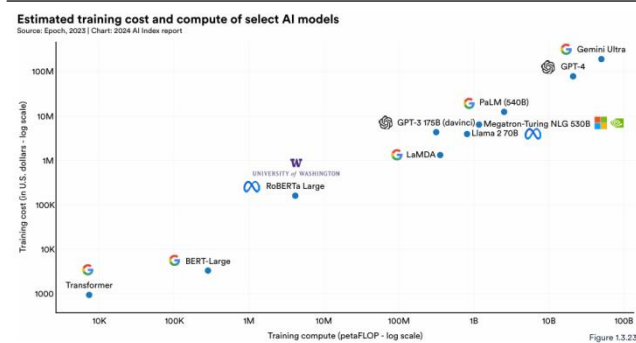 Estimated training cost and compute of select AI models
Source: Epoch, 2023 | Chart: 2024 AI Index report
Training cost (in U.S. dollars - log scale)
100M
10M
1M
100K
10K
1000
Gemini Ultra
GPT-4
PaLM (540B)
GPT-3 175B (davinci)
Megatron-Turing NLG 530B
Llama 2 70B
LaMDA
W
UNIVERSITY of WASHINGTON
RoBERTa Large
BERT-Large
Transformer
10K 100K 1M 10M 100M 1B 10B 100B
Training compute (petaFLOP - log scale)
Figure 1.3.23